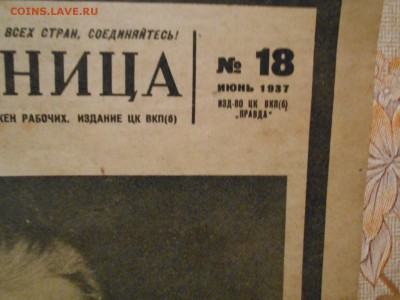 COINS.LAVE.RU
ВСЕХ СТРАН, СОЕДИНЯЙТЕСЬ!
НИЦА
№ 18
ИЮНЬ 1937
ИЗД-ВО ЦК ВКП(б)
„ПРАВДА"
ЖЕН РАБОЧИХ. ИЗДАНИЕ ЦК ВКП(б)